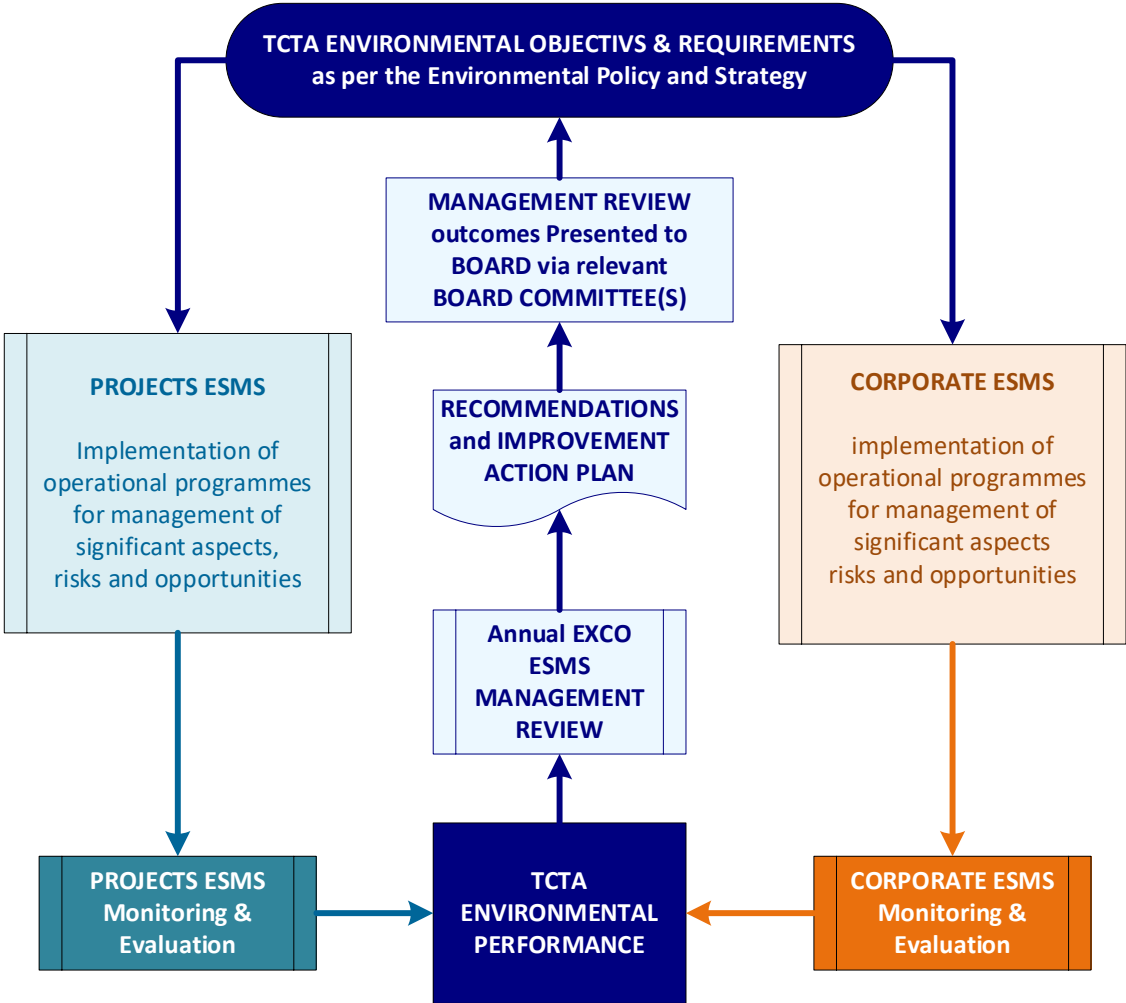 TCTA ENVIRONMENTAL OBJECTIVS & REQUIREMENTS
as per the Environmental Policy and Strategy
MANAGEMENT REVIEW
outcomes Presented to
BOARD via relevant
BOARD COMMITTEE(S)
PROJECTS ESMS
Implementation of
operational programmes
for management of
significant aspects,
risks and opportunities
RECOMMENDATIONS
and IMPROVEMENT
ACTION PLAN
CORPORATE ESMS
implementation of
operational programmes
for management of
significant aspects
risks and opportunities
Annual EXCO
ESMS
MANAGEMENT
REVIEW
PROJECTS ESMS
Monitoring &
Evaluation
TCTA
ENVIRONMENTAL
PERFORMANCE
CORPORATE ESMS
Monitoring &
Evaluation